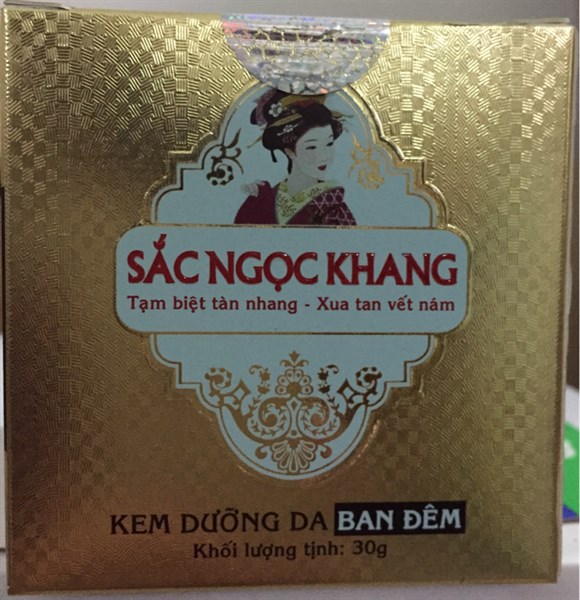 SẮC NGỌC KHANG
Tạm biệt tàn nhang - Xua tan vết nám
KEM DƯỠNG DA BAN ĐÊM
Khối lượng tịnh: 30g